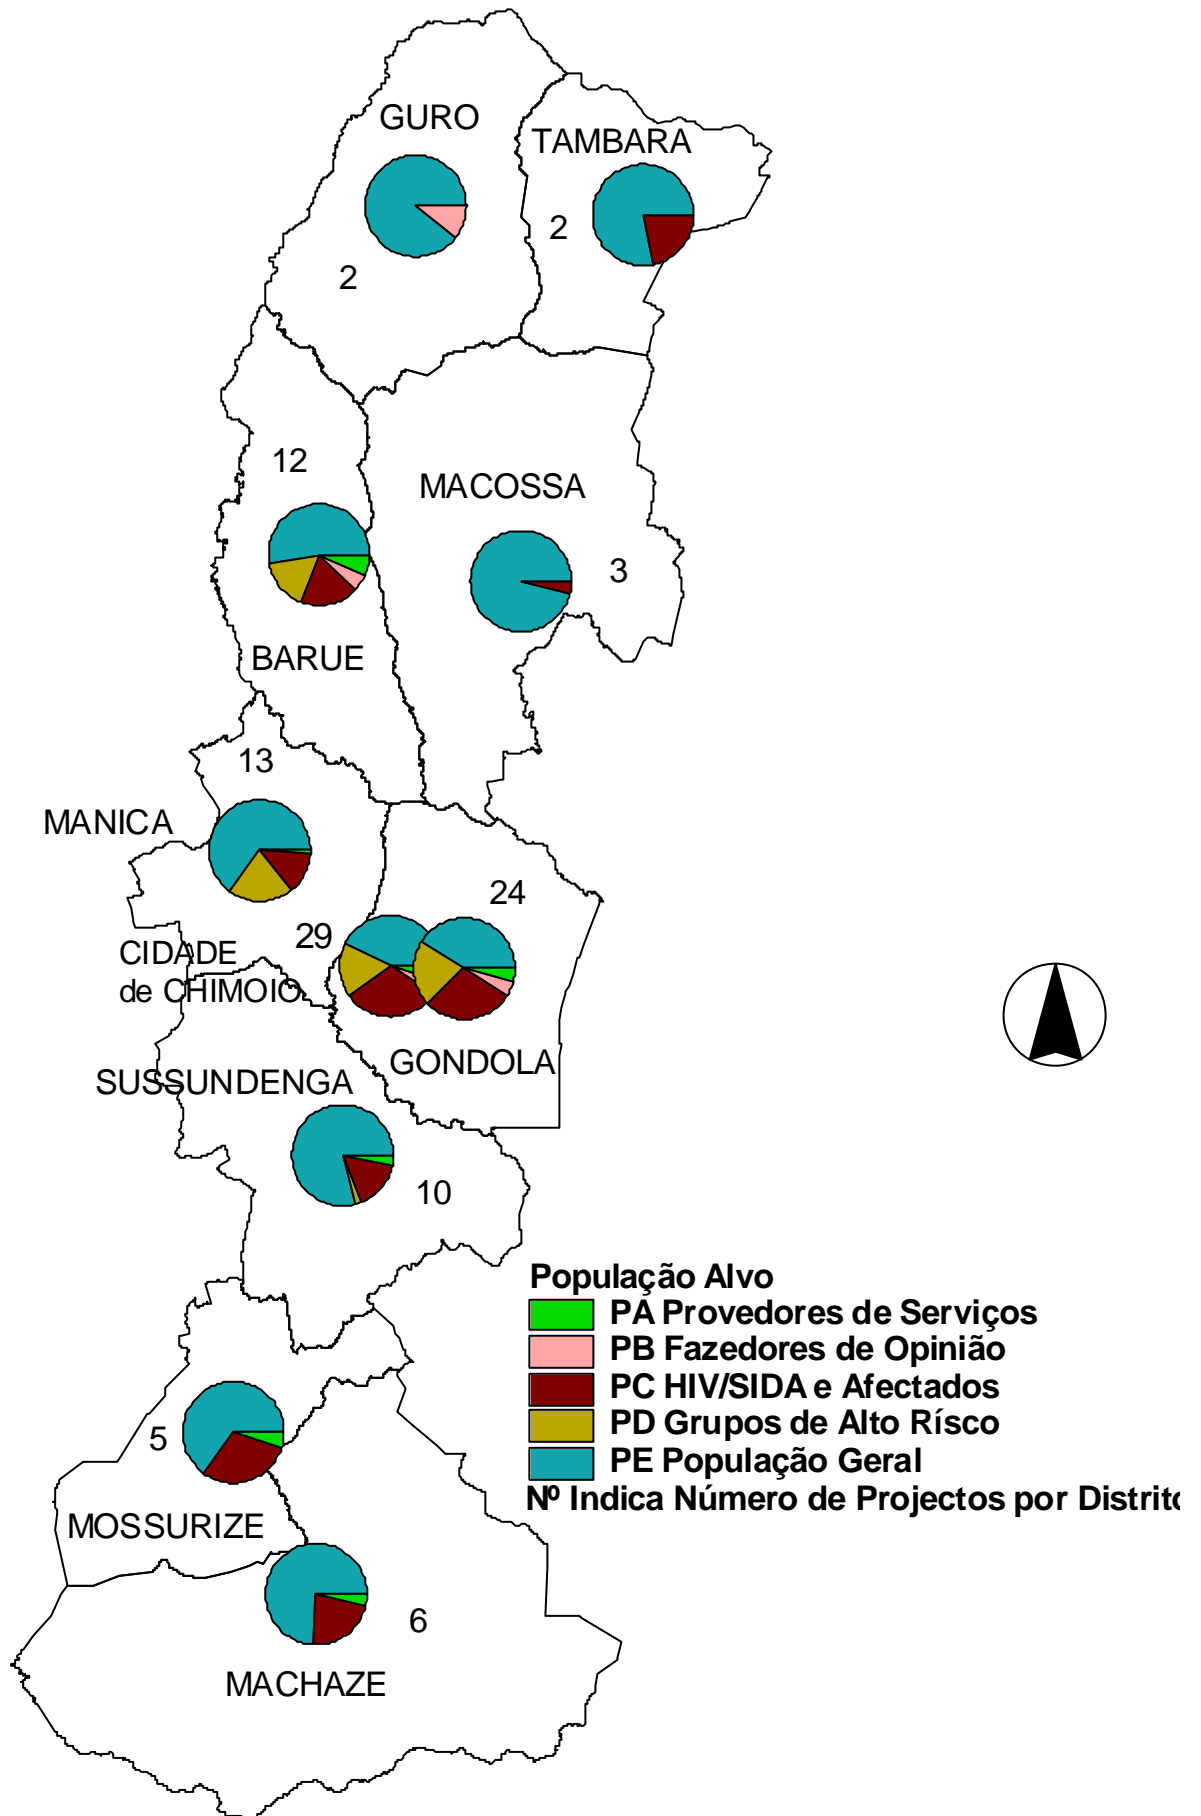 GURO
TAMBARA
2
2
12
MACOSSA
3
BARUE
13
MANICA
24
29
CIDADE
de CHIMOIO
GONDOLA
SUSSUNDENGA
10
População Alvo
PA Provedores de Serviços
PB Fazedores de Opinião
PC HIV/SIDA e Afectados
PD Grupos de Alto Rísco
PE População Geral
Nº Indica Número de Projectos por Distrito
5
MOSSURIZE
6
MACHAZE